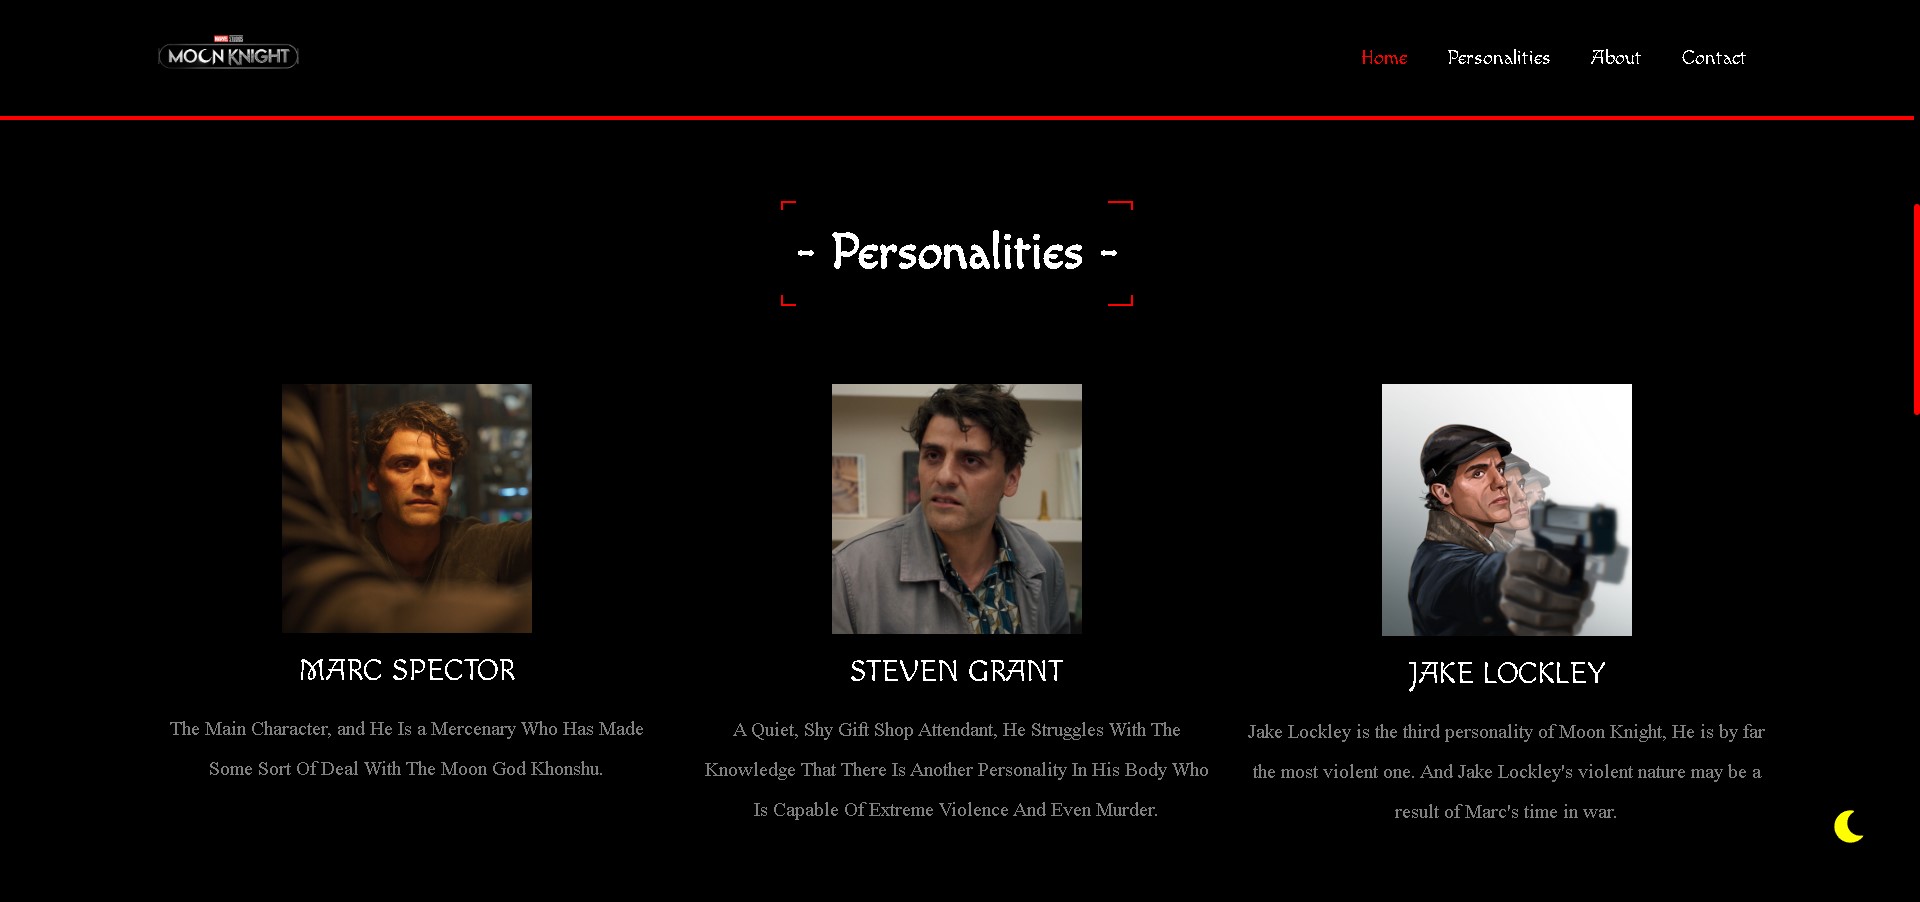 MARVEL STUDIOS
MOON KNIGHT
Home Personalities About Contact
- Personalities -
MARC SPECTOR
The Main Character, and He Is a Mercenary Who Has Made
Some Sort Of Deal With The Moon God Khonshu.
STEVEN GRANT
A Quiet, Shy Gift Shop Attendant, He Struggles With The
Knowledge That There Is Another Personality In His Body Who
Is Capable Of Extreme Violence And Even Murder.
JAKE LOCKLEY
Jake Lockley is the third personality of Moon Knight, He is by far
the most violent one. And Jake Lockley's violent nature may be a
result of Marc's time in war.